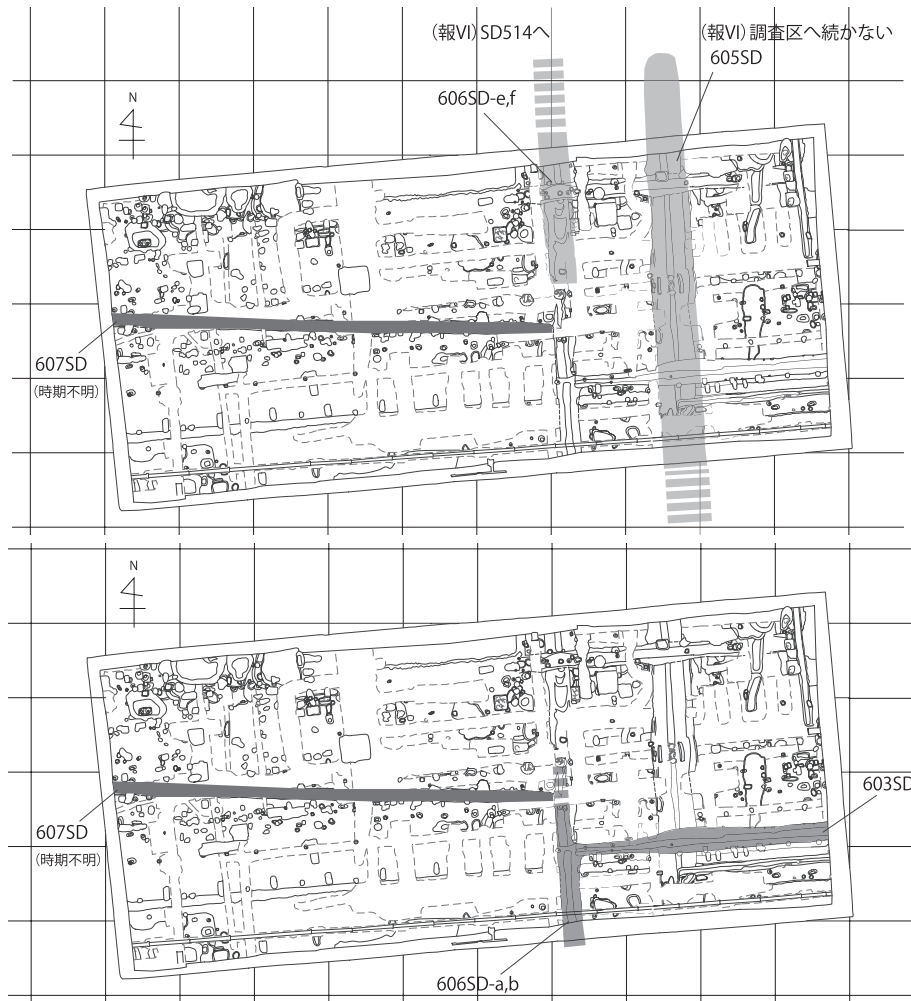 (報VI) SD514へ
(報VI) 調査区へ続かない
605SD
606SD-e,f
N
607SD
(時期不明)
N
603SD
607SD
(時期不明)
606SD-a,b